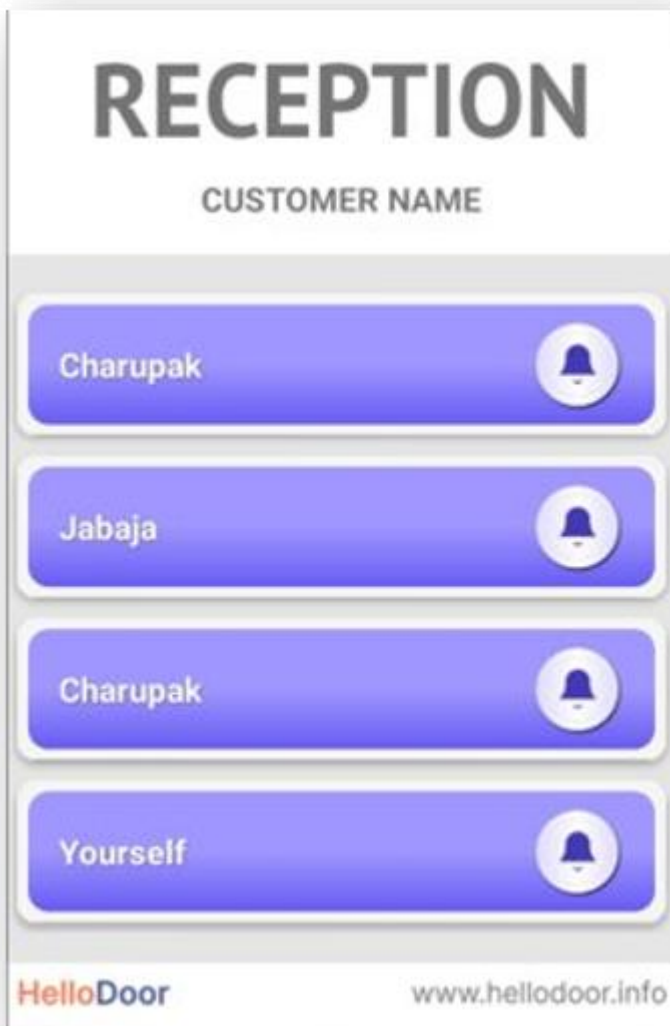 RECEPTION
CUSTOMER NAME
Charupak
Jabaja
Charupak
Yourself
HelloDoor www.hellodoor.info